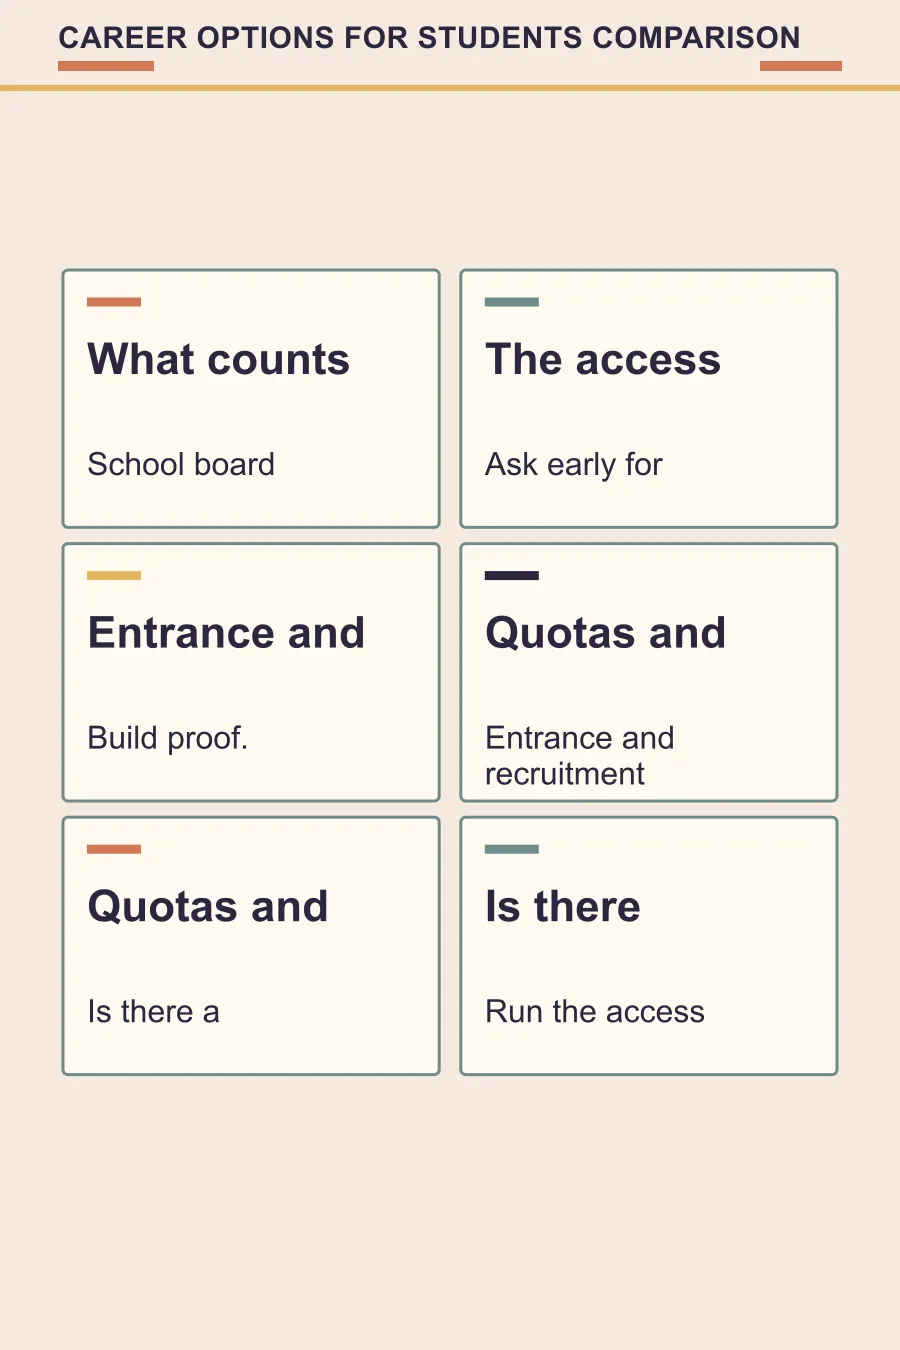 CAREER OPTIONS FOR STUDENTS COMPARISON
What counts
School board
The access
Ask early for
Entrance and
Build proof.
Quotas and
Entrance and
recruitment
Quotas and
Is there a
Is there
Run the access